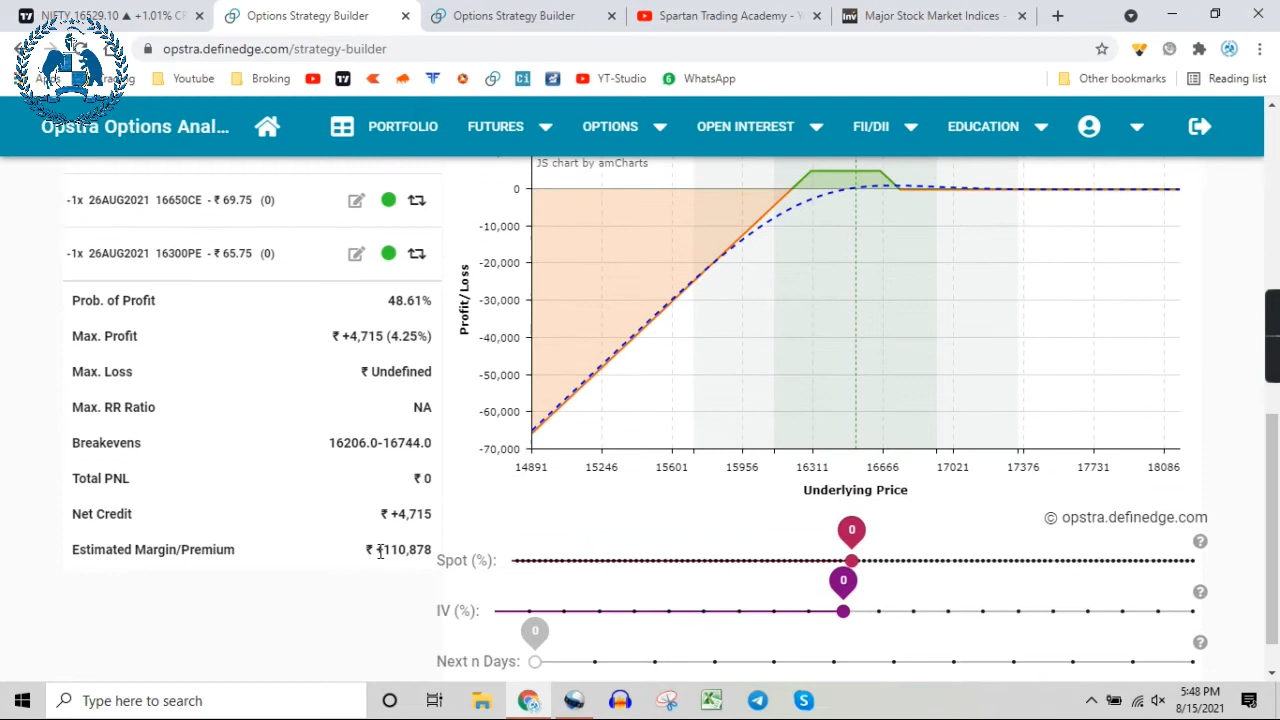 NIFTY 16529.10 ▲ +1.01% CF
Options Strategy Builder
Options Strategy Builder
Spartan Trading Academy - Y
Major Stock Market Indices -
opstra.definedge.com/strategy-builder
Youtube
Broking
YT-Studio
WhatsApp
Other bookmarks
Reading list
Opstra Options Anal...
PORTFOLIO
FUTURES
OPTIONS
OPEN INTEREST
FII/DII
EDUCATION
JS chart by amCharts
-1x 26AUG2021 16650CE - ₹ 69.75 (0)
-1x 26AUG2021 16300PE - ₹ 65.75 (0)
Prob. of Profit 48.61%
Max. Profit ₹ +4,715 (4.25%)
Max. Loss ₹ Undefined
Max. RR Ratio NA
Breakevens 16206.0-16744.0
Total PNL ₹ 0
Net Credit ₹ +4,715
Estimated Margin/Premium ₹ +110,878
Profit/Loss
0
-10,000
-20,000
-30,000
-40,000
-50,000
-60,000
-70,000
14891 15246 15601 15956 16311 16666 17021 17376 17731 18086
Underlying Price
© opstra.definedge.com
0
Spot (%):
0
IV (%):
0
Next n Days:
Type here to search
5:48 PM
8/15/2021